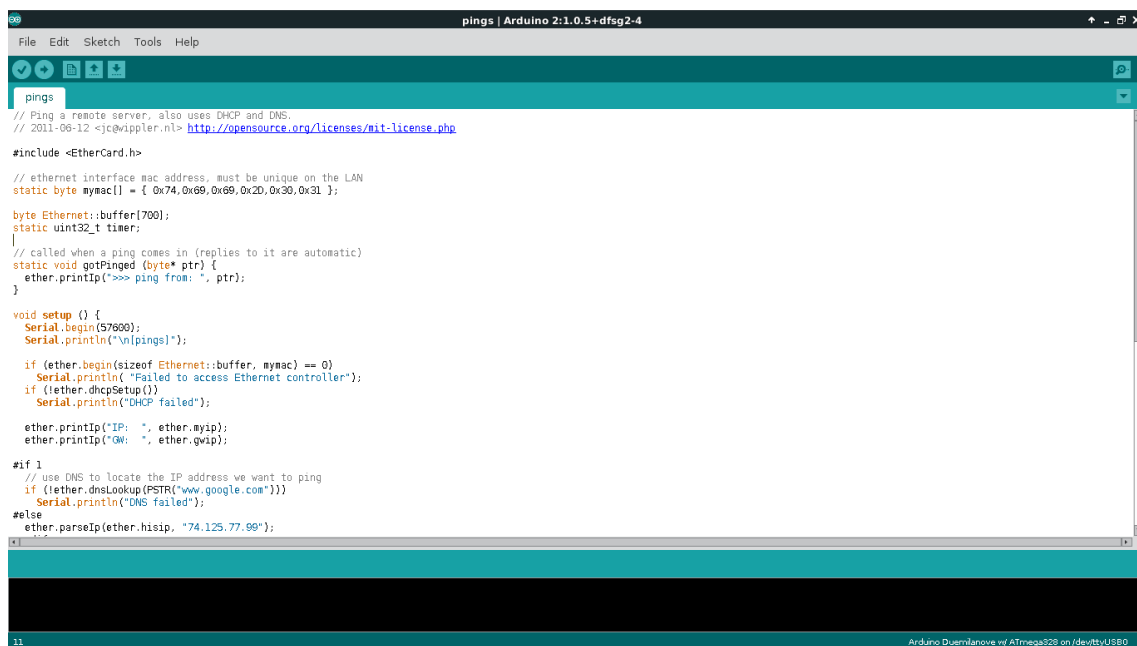 pings | Arduino 2:1.0.5+dfsg2-4
File Edit Sketch Tools Help
pings
// Ping a remote server, also uses DHCP and DNS.
// 2011-06-12 <jc@wippler.nl> http://opensource.org/licenses/mit-license.php
#include <EtherCard.h>
// ethernet interface mac address, must be unique on the LAN
static byte mymac[] = { 0x74,0x69,0x69,0x2D,0x30,0x31 };
byte Ethernet::buffer[700];
static uint32_t timer;
// called when a ping comes in (replies to it are automatic)
static void gotPinged (byte* ptr) {
  ether.printIp(">>> ping from: ", ptr);
}
void setup () {
  Serial.begin(57600);
  Serial.println("\n[pings]");
  if (ether.begin(sizeof Ethernet::buffer, mymac) == 0)
    Serial.println( "Failed to access Ethernet controller");
  if (!ether.dhcpSetup())
    Serial.println("DHCP failed");
  ether.printIp("IP:  ", ether.myip);
  ether.printIp("GW:  ", ether.gwip);
#if 1
  // use DNS to locate the IP address we want to ping
  if (!ether.dnsLookup(PSTR("www.google.com")))
    Serial.println("DNS failed");
#else
  ether.parseIp(ether.hisip, "74.125.77.99");
11
Arduino Duemilanove w/ ATmega328 on /dev/ttyUSB0